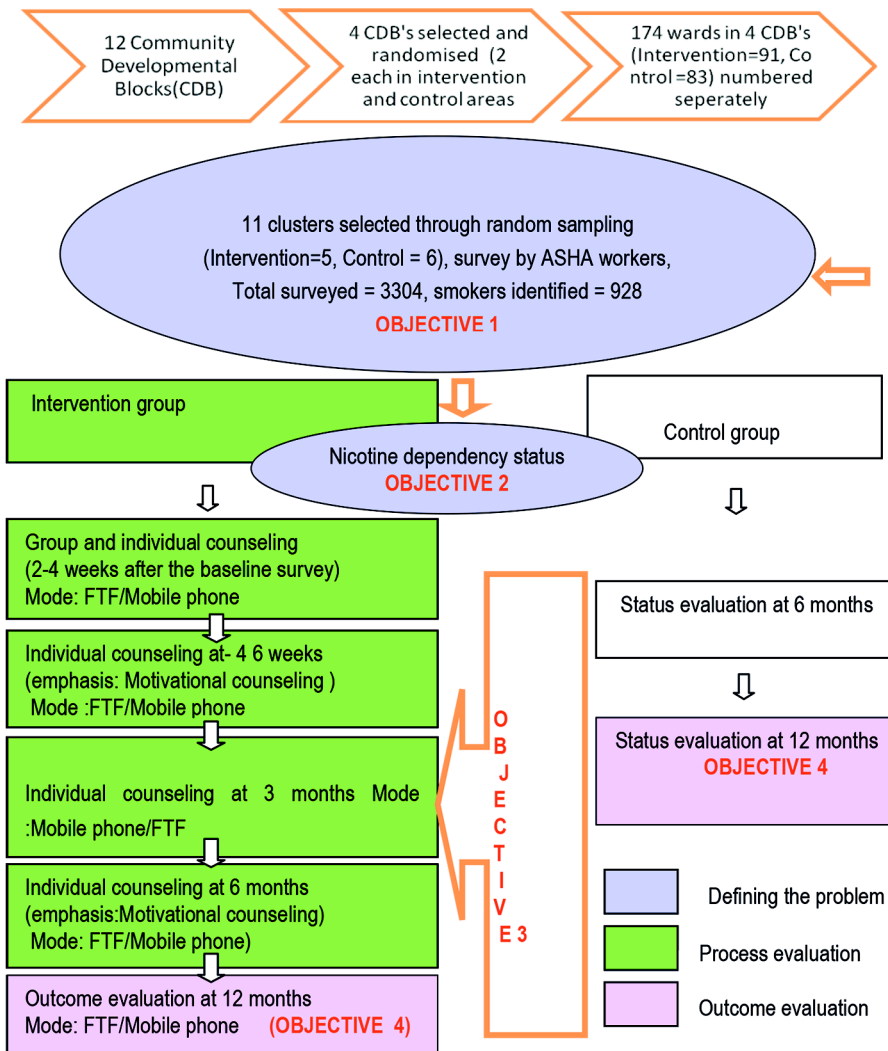 12 Community
Developmental
Blocks(CDB)
4 CDB's selected and
randomised (2
each in intervention
and control areas
174 wards in 4 CDB's
(Intervention=91, Co
ntrol =83) numbered
seperately
11 clusters selected through random sampling
(Intervention=5, Control = 6), survey by ASHA workers,
Total surveyed = 3304, smokers identified = 928
OBJECTIVE 1
Intervention group
Control group
Nicotine dependency status
OBJECTIVE 2
Group and individual counseling
(2-4 weeks after the baseline survey)
Mode: FTF/Mobile phone
Individual counseling at- 4 6 weeks
(emphasis: Motivational counseling )
Mode :FTF/Mobile phone
Individual counseling at 3 months Mode
:Mobile phone/FTF
Individual counseling at 6 months
(emphasis:Motivational counseling)
Mode: FTF/Mobile phone)
Outcome evaluation at 12 months
Mode: FTF/Mobile phone (OBJECTIVE 4)
O
B
J
E
C
T
I
V
E 3
Status evaluation at 6 months
Status evaluation at 12 months
OBJECTIVE 4
Defining the problem
Process evaluation
Outcome evaluation